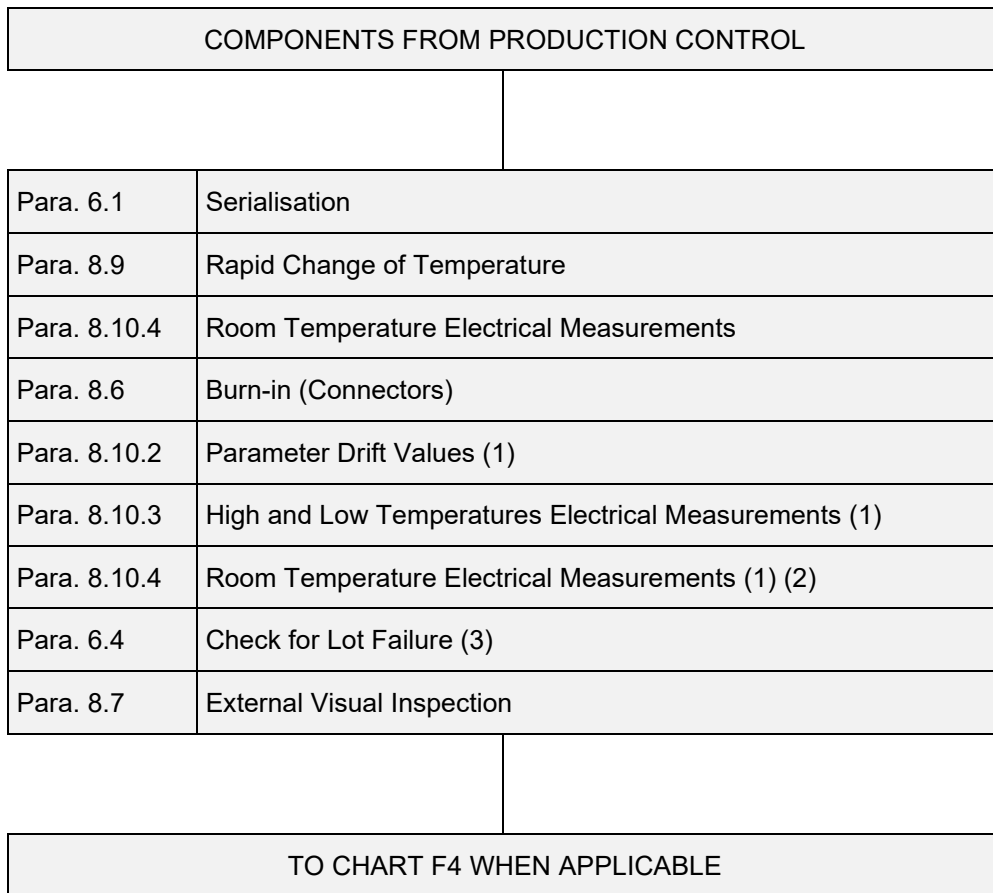 COMPONENTS FROM PRODUCTION CONTROL
Para. 6.1 Serialisation
Para. 8.9 Rapid Change of Temperature
Para. 8.10.4 Room Temperature Electrical Measurements
Para. 8.6 Burn-in (Connectors)
Para. 8.10.2 Parameter Drift Values (1)
Para. 8.10.3 High and Low Temperatures Electrical Measurements (1)
Para. 8.10.4 Room Temperature Electrical Measurements (1) (2)
Para. 6.4 Check for Lot Failure (3)
Para. 8.7 External Visual Inspection
TO CHART F4 WHEN APPLICABLE